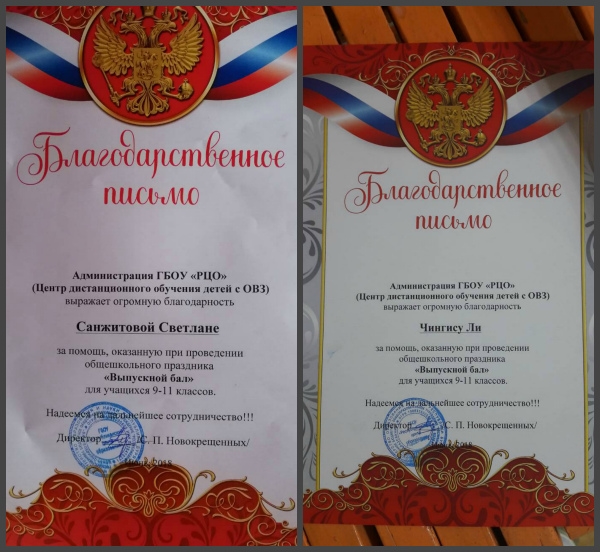 Благодарственное
письмо
Администрация ГБОУ «РЦО»
(Центр дистанционного обучения детей с ОВЗ)
выражает огромную благодарность
Санжитовой Светлане
за помощь, оказанную при проведении
общешкольного праздника
«Выпускной бал»
для учащихся 9-11 классов.
Надеемся на дальнейшее сотрудничество!!!
Директор /С. П. Новокрещенных/
2018
Благодарственное
письмо
Администрация ГБОУ «РЦО»
(Центр дистанционного обучения детей с ОВЗ)
выражает огромную благодарность
Чингису Ли
за помощь, оказанную при проведении
общешкольного праздника
«Выпускной бал»
для учащихся 9-11 классов.
Надеемся на дальнейшее сотрудничество!!!
Директор /С. П. Новокрещенных/
2018